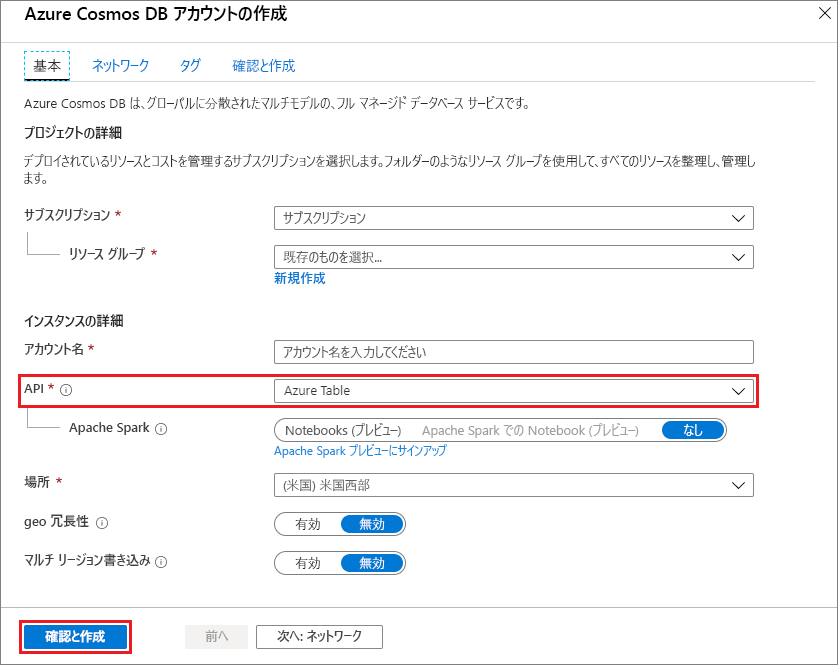 Azure Cosmos DB アカウントの作成
基本 ネットワーク タグ 確認と作成
Azure Cosmos DB は、グローバルに分散されたマルチモデルの、フル マネージド データベース サービスです。
プロジェクトの詳細
デプロイされているリソースとコストを管理するサブスクリプションを選択します。フォルダーのようなリソース グループを使用して、すべてのリソースを整理し、管理し
ます。
サブスクリプション * サブスクリプション
リソース グループ * 既存のものを選択...
新規作成
インスタンスの詳細
アカウント名 * アカウント名を入力してください
API * Azure Table
Apache Spark Notebooks (プレビュー) Apache Spark での Notebook (プレビュー) なし
Apache Spark プレビューにサインアップ
場所 * (米国) 米国西部
geo 冗長性 有効 無効
マルチ リージョン書き込み 有効 無効
確認と作成 前へ 次へ: ネットワーク